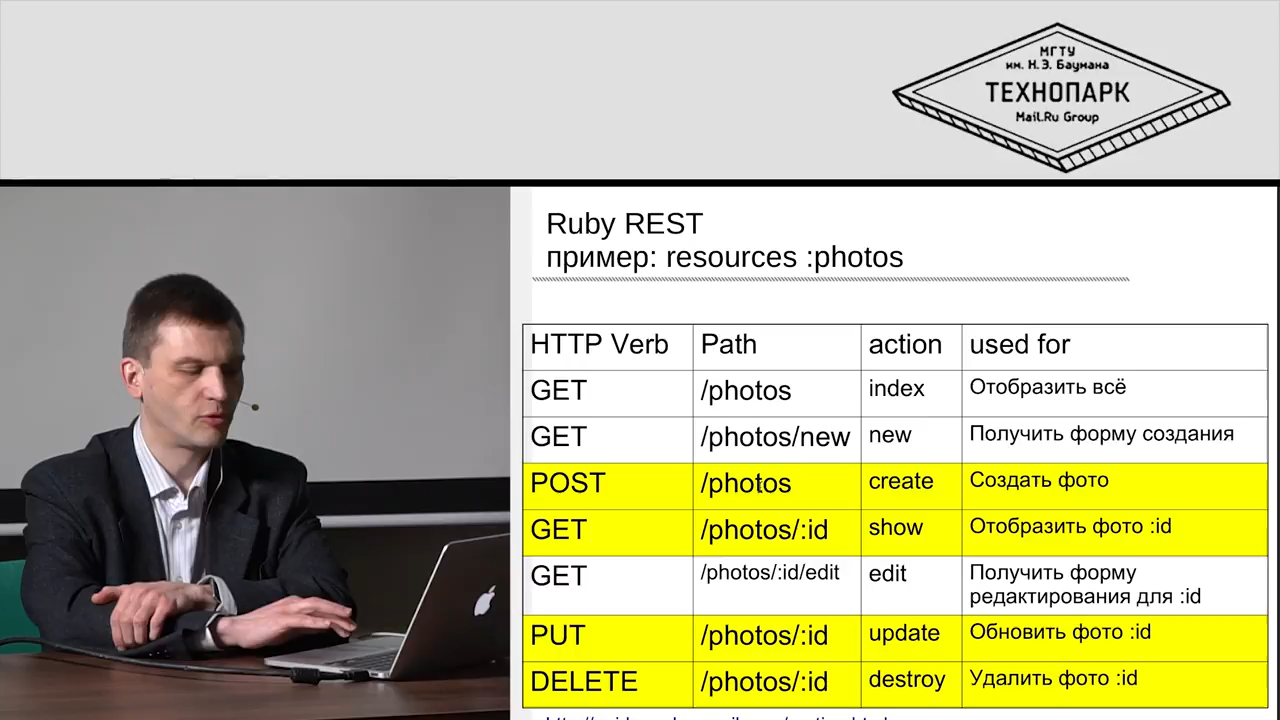 МГТУ
им. Н.Э. Баумана
ТЕХНОПАРК
Mail.Ru Group
Ruby REST
пример: resources :photos
HTTP Verb Path action used for
GET /photos index Отобразить всё
GET /photos/new new Получить форму создания
POST /photos create Создать фото
GET /photos/:id show Отобразить фото :id
GET /photos/:id/edit edit Получить форму
редактирования для :id
PUT /photos/:id update Обновить фото :id
DELETE /photos/:id destroy Удалить фото :id